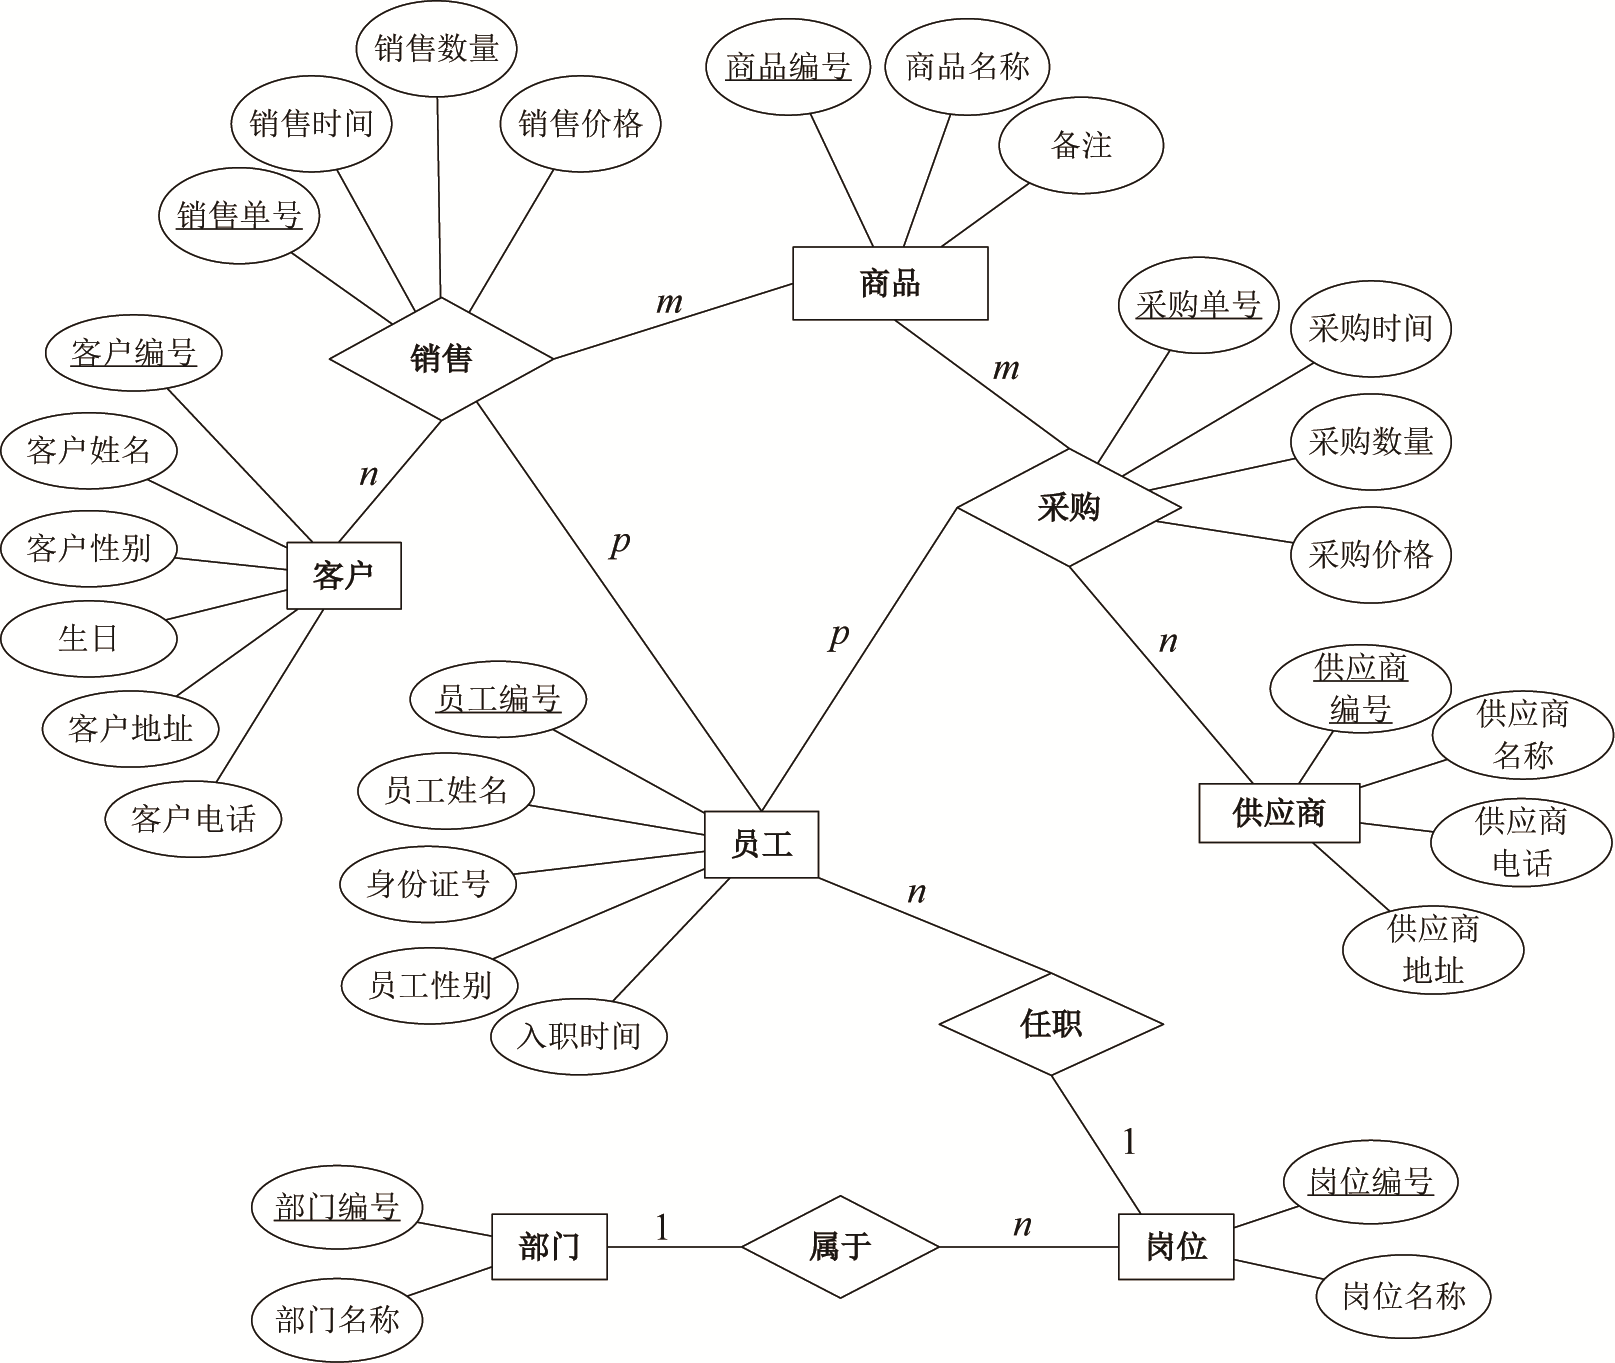 销售数量
商品编号
商品名称
销售时间
销售价格
备注
销售单号
商品
采购单号
m
采购时间
客户编号
销售
m
采购数量
客户姓名
n
采购
采购价格
客户性别
p
客户
生日
p
n
供应商
编号
员工编号
客户地址
供应商
名称
员工姓名
客户电话
供应商
员工
供应商
电话
身份证号
n
供应商
地址
员工性别
入职时间
任职
1
部门编号
岗位编号
部门
1
属于
n
岗位
部门名称
岗位名称